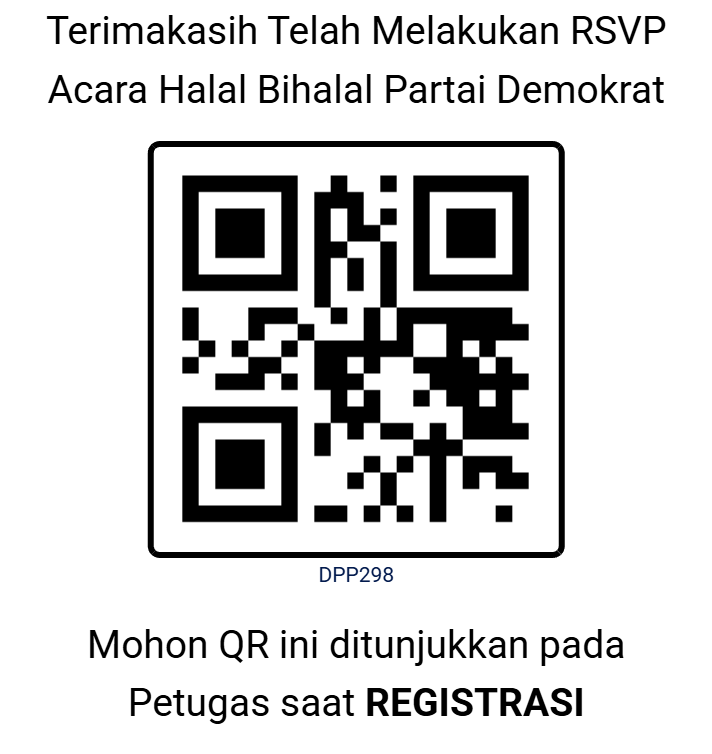 Terimakasih Telah Melakukan RSVP
Acara Halal Bihalal Partai Demokrat
DPP298
Mohon QR ini ditunjukkan pada
Petugas saat REGISTRASI